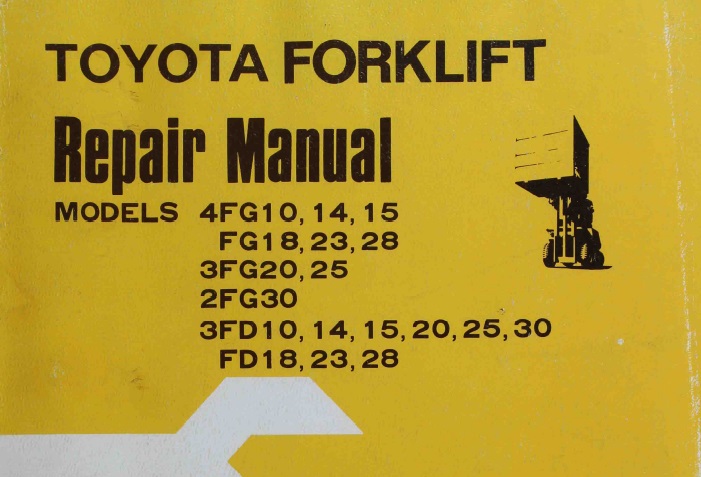 TOYOTA FORKLIFT
Repair Manual
MODELS 4FG10, 14, 15
FG18, 23, 28
3FG20, 25
2FG30
3FD10, 14, 15, 20, 25, 30
FD18, 23, 28